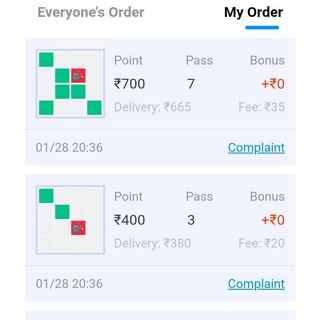 Everyone's Order My Order
Point Pass Bonus
₹700 7 +₹0
Delivery: ₹665 Fee: ₹35
01/28 20:36 Complaint
Point Pass Bonus
₹400 3 +₹0
Delivery: ₹380 Fee: ₹20
01/28 20:36 Complaint